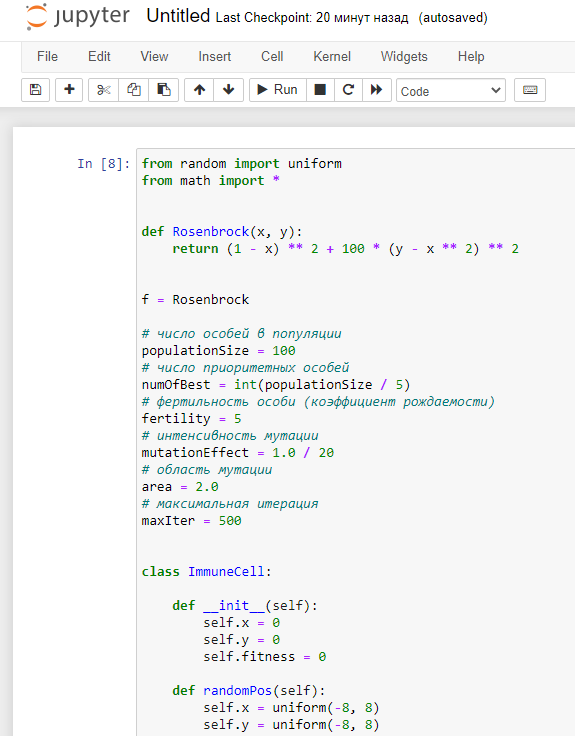 jupyter Untitled Last Checkpoint: 20 минут назад (autosaved)
File Edit View Insert Cell Kernel Widgets Help
Run Code
In [8]: from random import uniform
from math import *
def Rosenbrock(x, y):
    return (1 - x) ** 2 + 100 * (y - x ** 2) ** 2
f = Rosenbrock
# число особей в популяции
populationSize = 100
# число приоритетных особей
numOfBest = int(populationSize / 5)
# фертильность особи (коэффициент рождаемости)
fertility = 5
# интенсивность мутации
mutationEffect = 1.0 / 20
# область мутации
area = 2.0
# максимальная итерация
maxIter = 500
class ImmuneCell:
    def __init__(self):
        self.x = 0
        self.y = 0
        self.fitness = 0
    def randomPos(self):
        self.x = uniform(-8, 8)
        self.y = uniform(-8, 8)